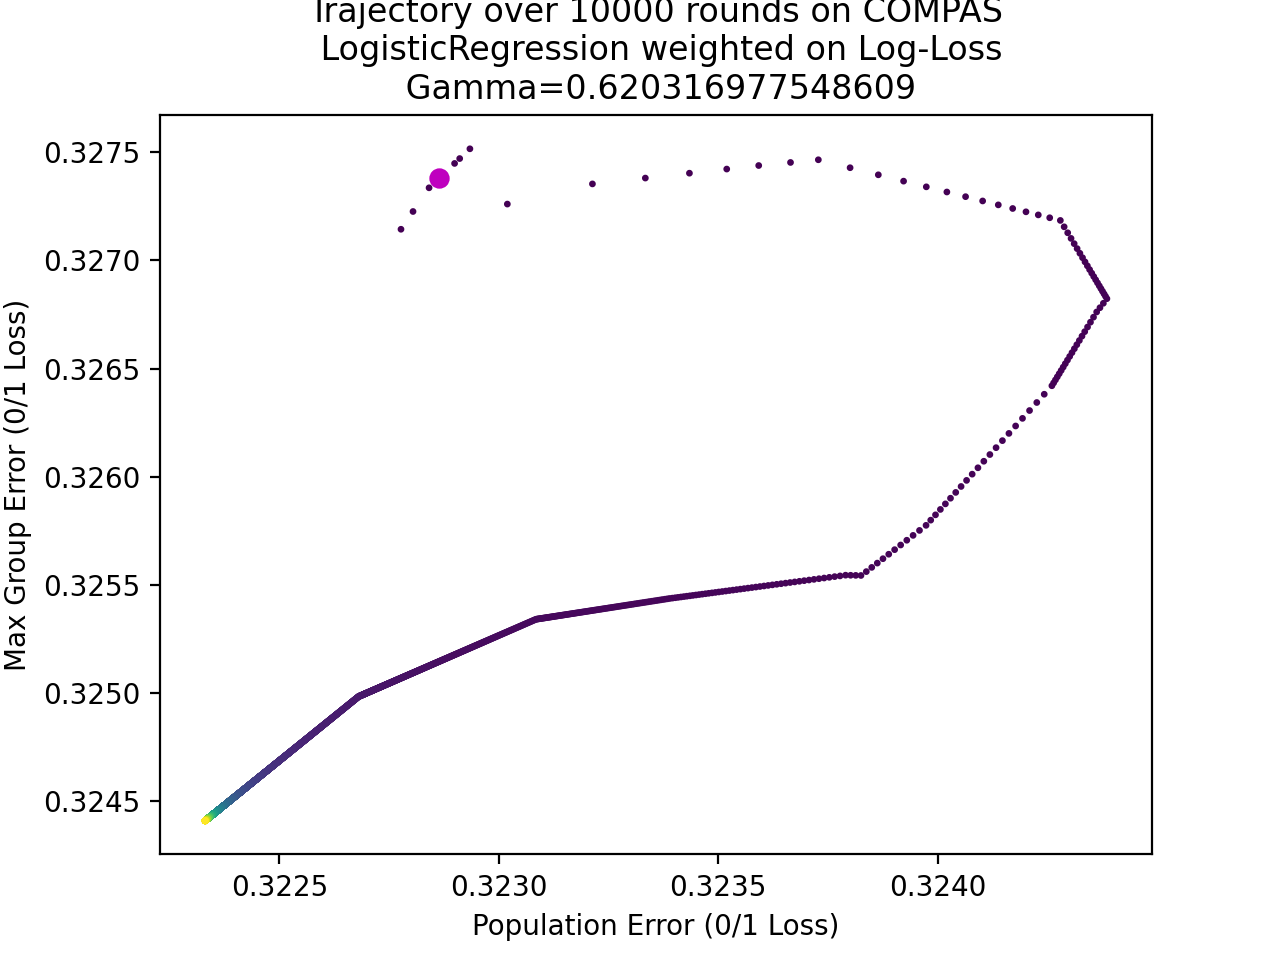 Trajectory over 10000 rounds on COMPAS
LogisticRegression weighted on Log-Loss
Gamma=0.620316977548609
Max Group Error (0/1 Loss)
0.3275
0.3270
0.3265
0.3260
0.3255
0.3250
0.3245
0.3225
0.3230
0.3235
0.3240
Population Error (0/1 Loss)